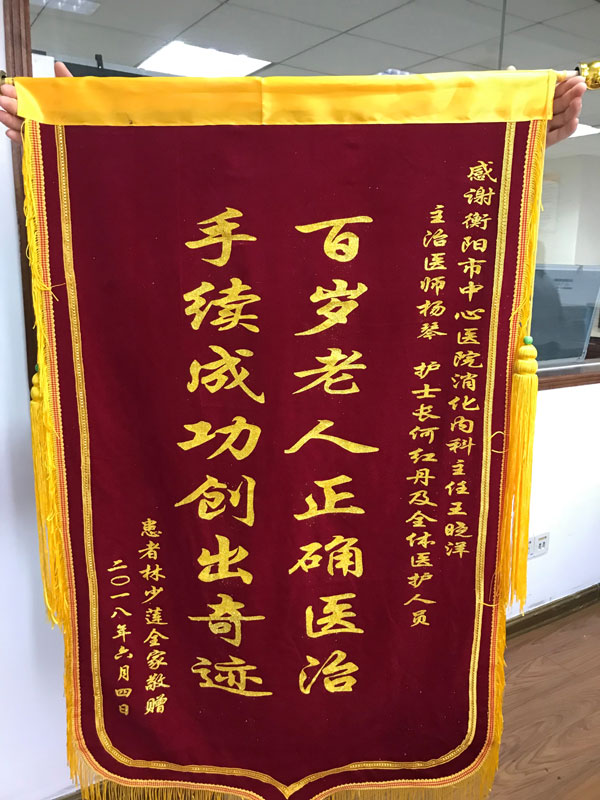 感谢衡阳市中心医院消化内科主任王晓洋
主治医师杨琴 护士长何红丹及全体医护人员
百岁老人正确医治
手续成功创出奇迹
患者林少莲全家敬赠
二〇一八年六月四日